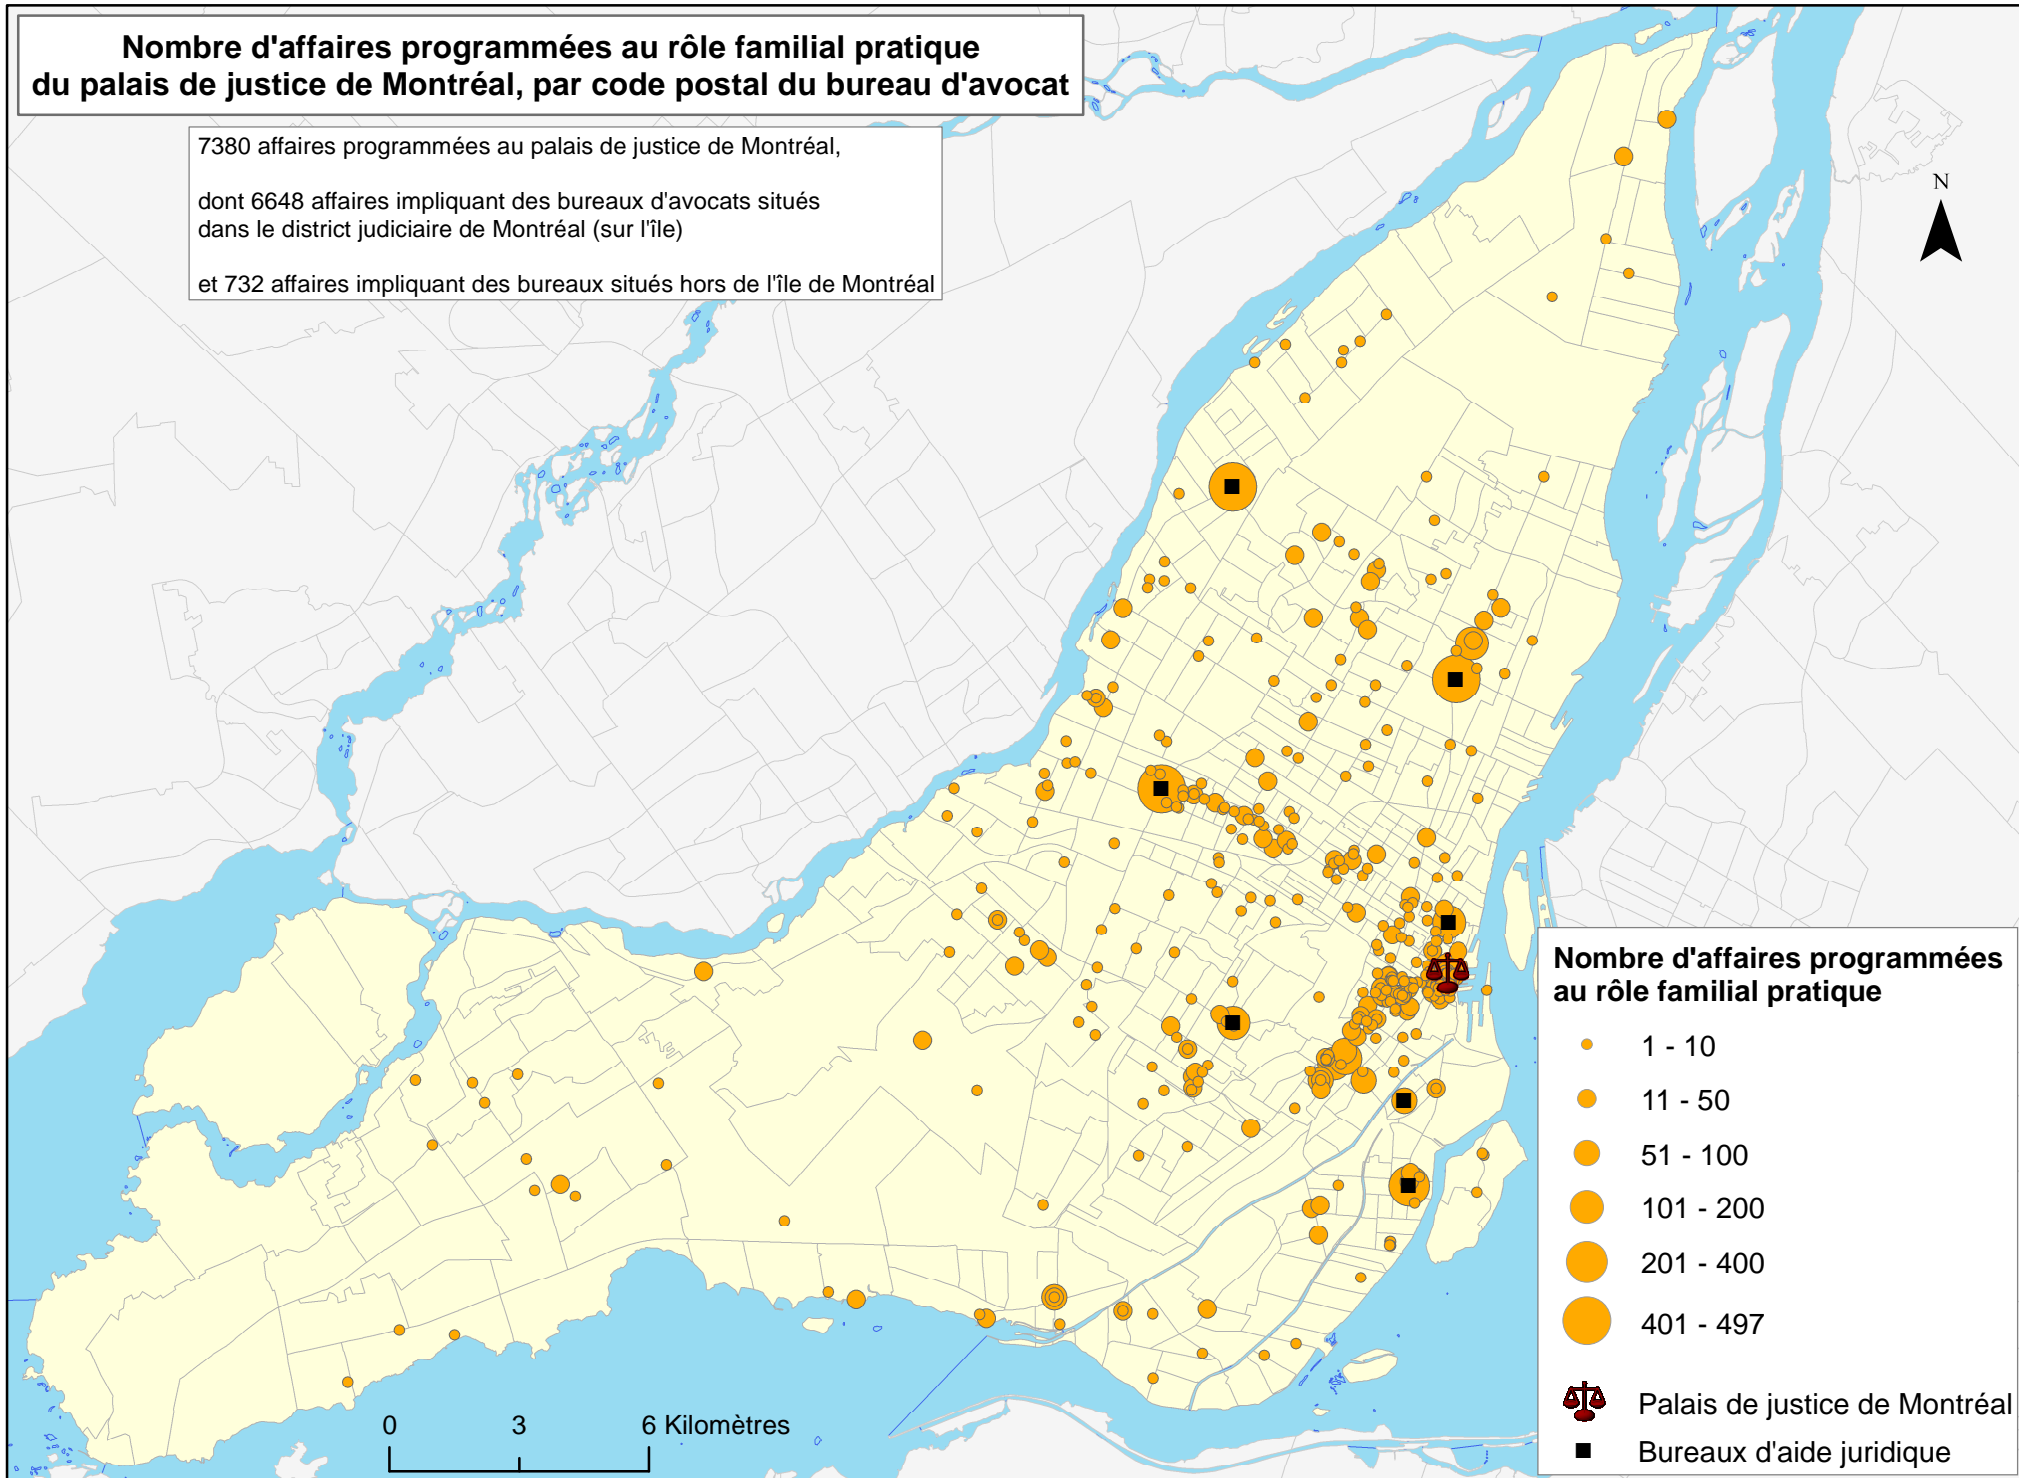 Nombre d'affaires programmées au rôle familial pratique
du palais de justice de Montréal, par code postal du bureau d'avocat
7380 affaires programmées au palais de justice de Montréal,
dont 6648 affaires impliquant des bureaux d'avocats situés
dans le district judiciaire de Montréal (sur l'île)
et 732 affaires impliquant des bureaux situés hors de l'île de Montréal
N
Nombre d'affaires programmées
au rôle familial pratique
1 - 10
11 - 50
51 - 100
101 - 200
201 - 400
401 - 497
Palais de justice de Montréal
Bureaux d'aide juridique
0 3 6 Kilomètres